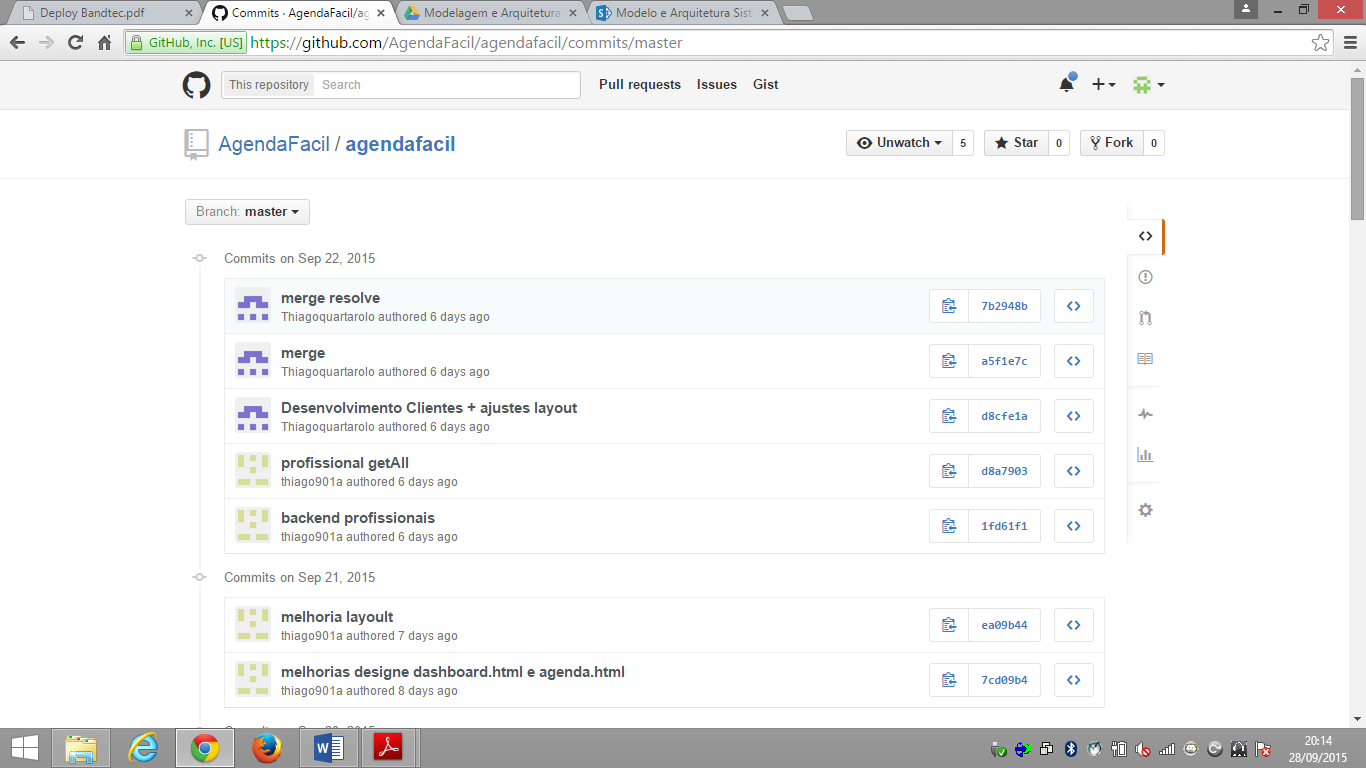 Deploy Bandtec.pdf
Commits · AgendaFacil/ag
Modelagem e Arquitetura
Modelo e Arquitetura Sist
GitHub, Inc. [US]
https://github.com/AgendaFacil/agendafacil/commits/master
This repository
Search
Pull requests
Issues
Gist
AgendaFacil / agendafacil
Unwatch
5
Star
0
Fork
0
Branch: master
Commits on Sep 22, 2015
merge resolve
Thiagoquartarolo authored 6 days ago
7b2948b
merge
Thiagoquartarolo authored 6 days ago
a5f1e7c
Desenvolvimento Clientes + ajustes layout
Thiagoquartarolo authored 6 days ago
d8cfe1a
profissional getAll
thiago901a authored 6 days ago
d8a7903
backend profissionais
thiago901a authored 6 days ago
1fd61f1
Commits on Sep 21, 2015
melhoria layoult
thiago901a authored 7 days ago
ea09b44
melhorias designe dashboard.html e agenda.html
thiago901a authored 8 days ago
7cd09b4
20:14
28/09/2015